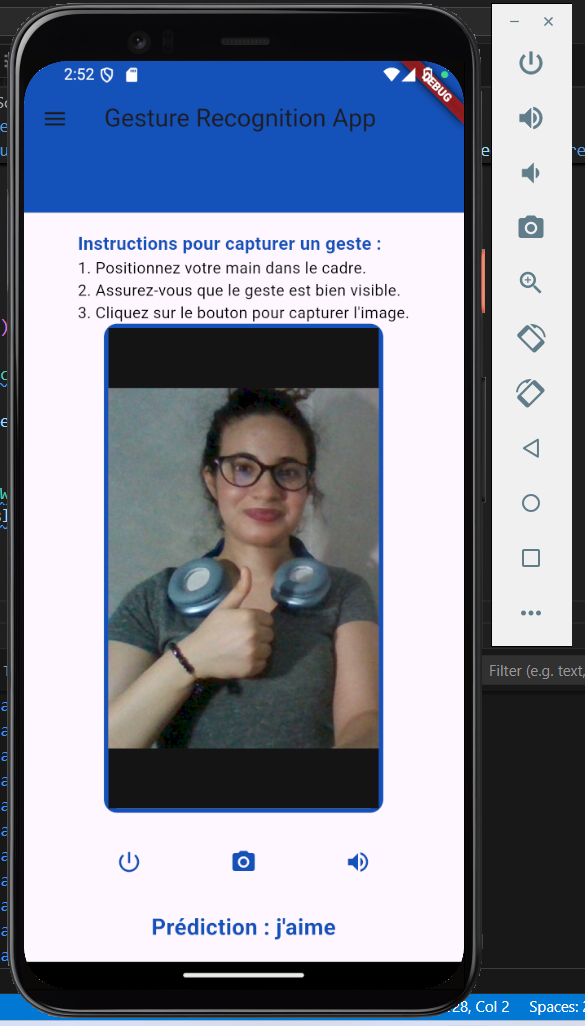 2:52
DEBUG
Gesture Recognition App
Instructions pour capturer un geste :
1. Positionnez votre main dans le cadre.
2. Assurez-vous que le geste est bien visible.
3. Cliquez sur le bouton pour capturer l'image.
Filter (e.g. text,
Prédiction : j'aime
28, Col 2 Spaces: